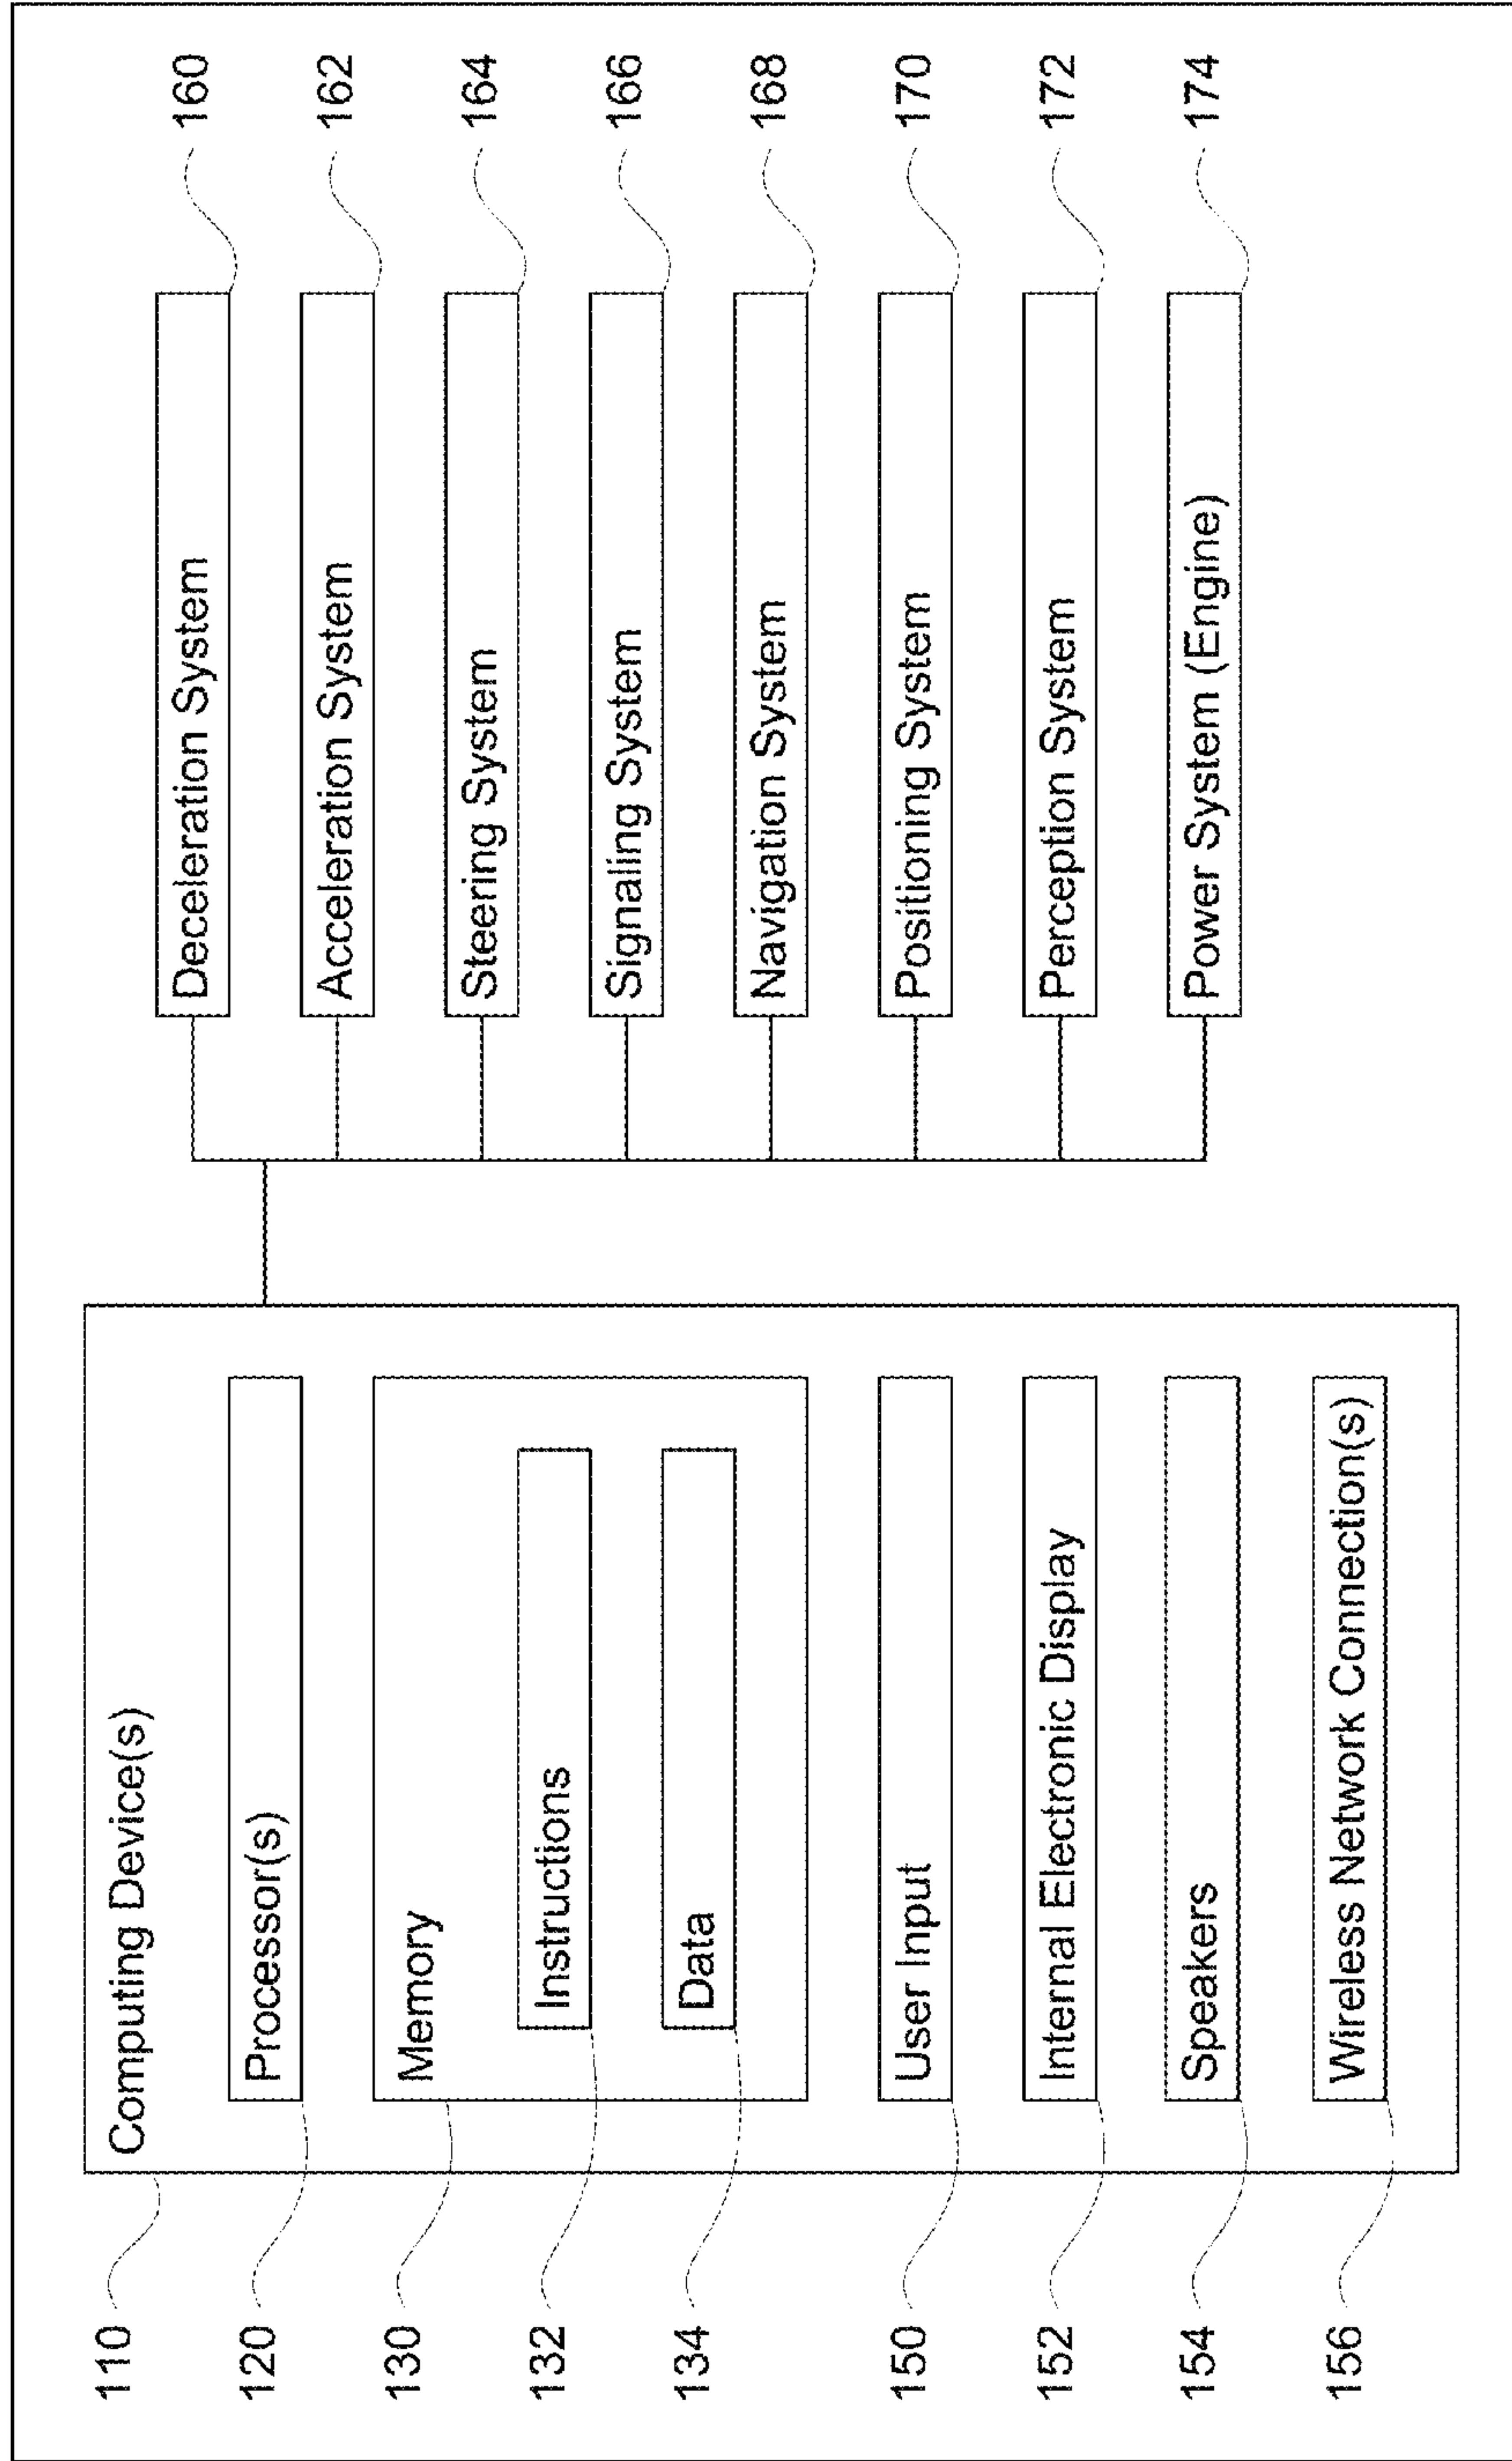 110
Computing Device(s)
120
Processor(s)
130
Memory
132
Instructions
134
Data
150
User Input
152
Internal Electronic Display
154
Speakers
156
Wireless Network Connection(s)
Deceleration System
160
Acceleration System
162
Steering System
164
Signaling System
166
Navigation System
168
Positioning System
170
Perception System
172
Power System (Engine)
174